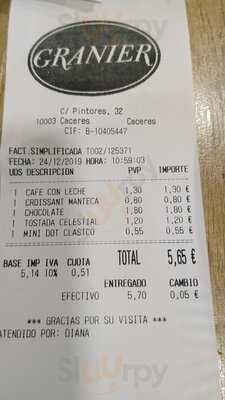 GRANIER
C/ Pintores, 32
10003 Caceres Caceres
CIF: B-10405447
FACT.SIMPLIFICADA T002/125371
FECHA: 24/12/2019 HORA: 10:59:03
UDS DESCRIPCION PVP IMPORTE
1 CAFE CON LECHE 1,30 1,30 €
1 CROISSANT MANTECA 0,80 0,80 €
1 CHOCOLATE 1,80 1,80 €
1 TOSTADA CELESTIAL 1,20 1,20 €
1 MINI DOT CLASICO 0,55 0,55 €
BASE IMP IVA CUOTA TOTAL 5,65 €
5,14 10% 0,51
ENTREGADO CAMBIO
EFECTIVO 5,70 0,05 €
*** GRACIAS POR SU VISITA ***
ATENDIDO POR: DIANA
Sluurpy